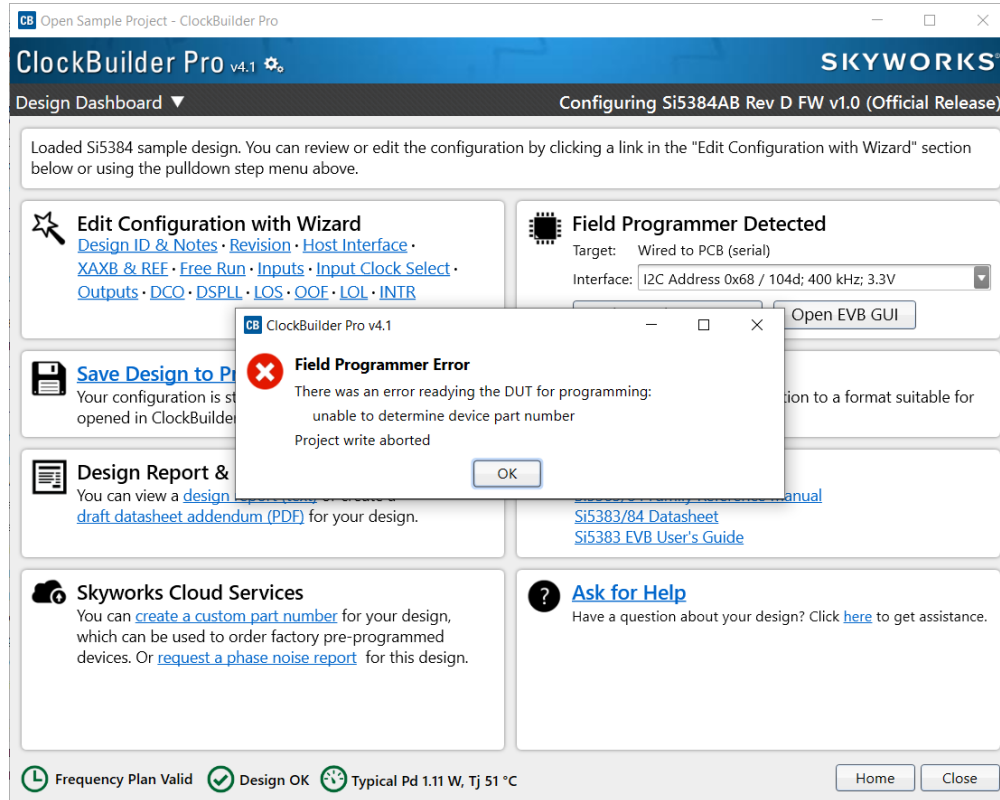 CB Open Sample Project - ClockBuilder Pro
ClockBuilder Pro v4.1
SKYWORKS
Design Dashboard ▼
Configuring Si5384AB Rev D FW v1.0 (Official Release)
Loaded Si5384 sample design. You can review or edit the configuration by clicking a link in the "Edit Configuration with Wizard" section
below or using the pulldown step menu above.
Edit Configuration with Wizard
Design ID & Notes · Revision · Host Interface ·
XAXB & REF · Free Run · Inputs · Input Clock Select ·
Outputs · DCO · DSPLL · LOS · OOF · LOL · INTR
Field Programmer Detected
Target: Wired to PCB (serial)
Interface: I2C Address 0x68 / 104d; 400 kHz; 3.3V
Open EVB GUI
CB ClockBuilder Pro v4.1
Field Programmer Error
There was an error readying the DUT for programming:
unable to determine device part number
Project write aborted
OK
Save Design to Pr
Your configuration is st
opened in ClockBuilder
tion to a format suitable for
Design Report &
You can view a design report (text) or create a
draft datasheet addendum (PDF) for your design.
Si5383/84 Family Reference Manual
Si5383/84 Datasheet
Si5383 EVB User's Guide
Skyworks Cloud Services
You can create a custom part number for your design,
which can be used to order factory pre-programmed
devices. Or request a phase noise report for this design.
? Ask for Help
Have a question about your design? Click here to get assistance.
Frequency Plan Valid
Design OK
Typical Pd 1.11 W, Tj 51 °C
Home
Close